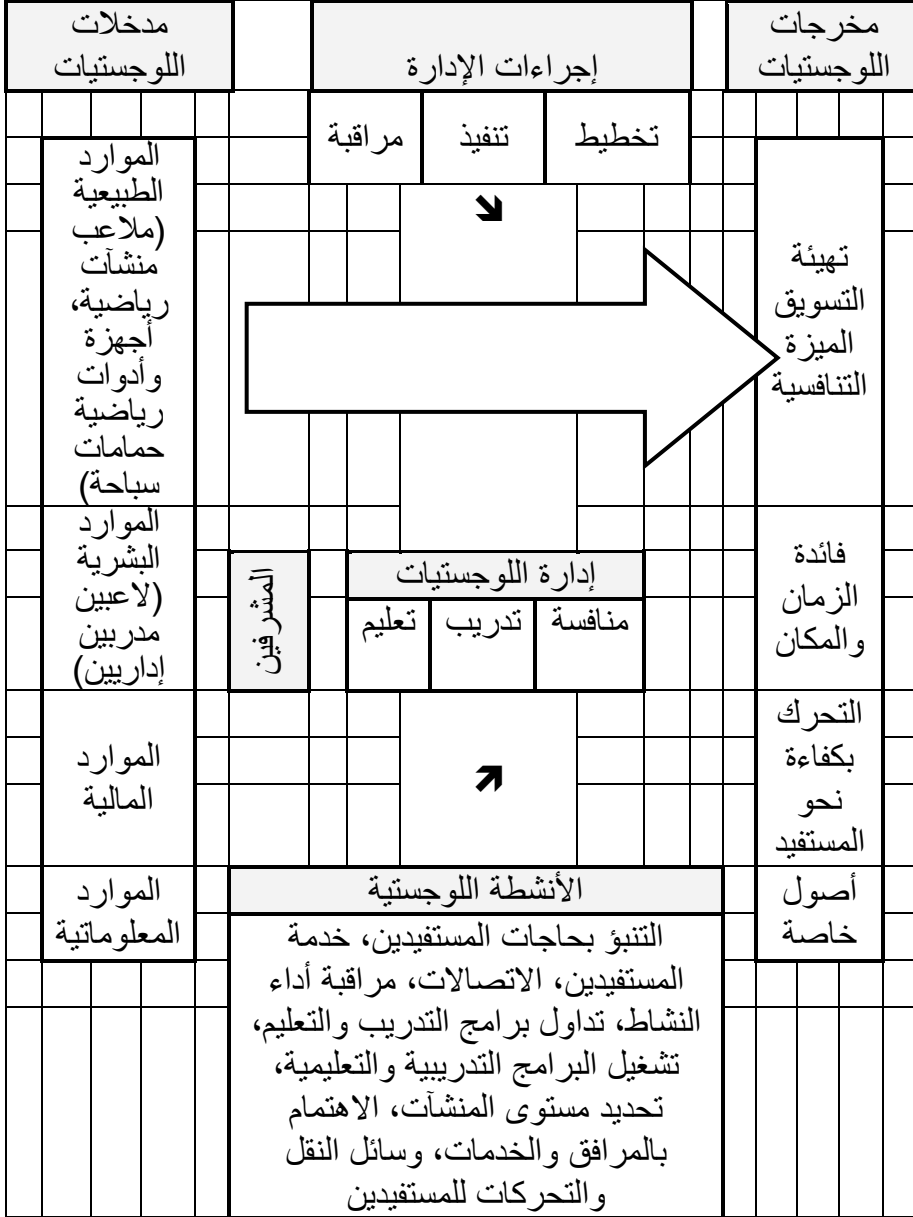 مدخلات
اللوجستيات
إجراءات الإدارة
مخرجات
اللوجستيات
تخطيط
تنفيذ
مراقبة
الموارد
الطبيعية
(ملاعب
منشآت
رياضية،
أجهزة
وأدوات
رياضية
حمامات
سباحة)
تهيئة
التسويق
الميزة
التنافسية
الموارد
البشرية
(لاعبين
مدربين
إداريين)
المشرفين
إدارة اللوجستيات
منافسة
تدريب
تعليم
فائدة
الزمان
والمكان
الموارد
المالية
التحرك
بكفاءة
نحو
المستفيد
الموارد
المعلوماتية
الأنشطة اللوجستية
التنبؤ بحاجات المستفيدين، خدمة
المستفيدين، الاتصالات، مراقبة أداء
النشاط، تداول برامج التدريب والتعليم،
تشغيل البرامج التدريبية والتعليمية،
تحديد مستوى المنشآت، الاهتمام
بالمرافق والخدمات، وسائل النقل
والتحركات للمستفيدين
أصول
خاصة